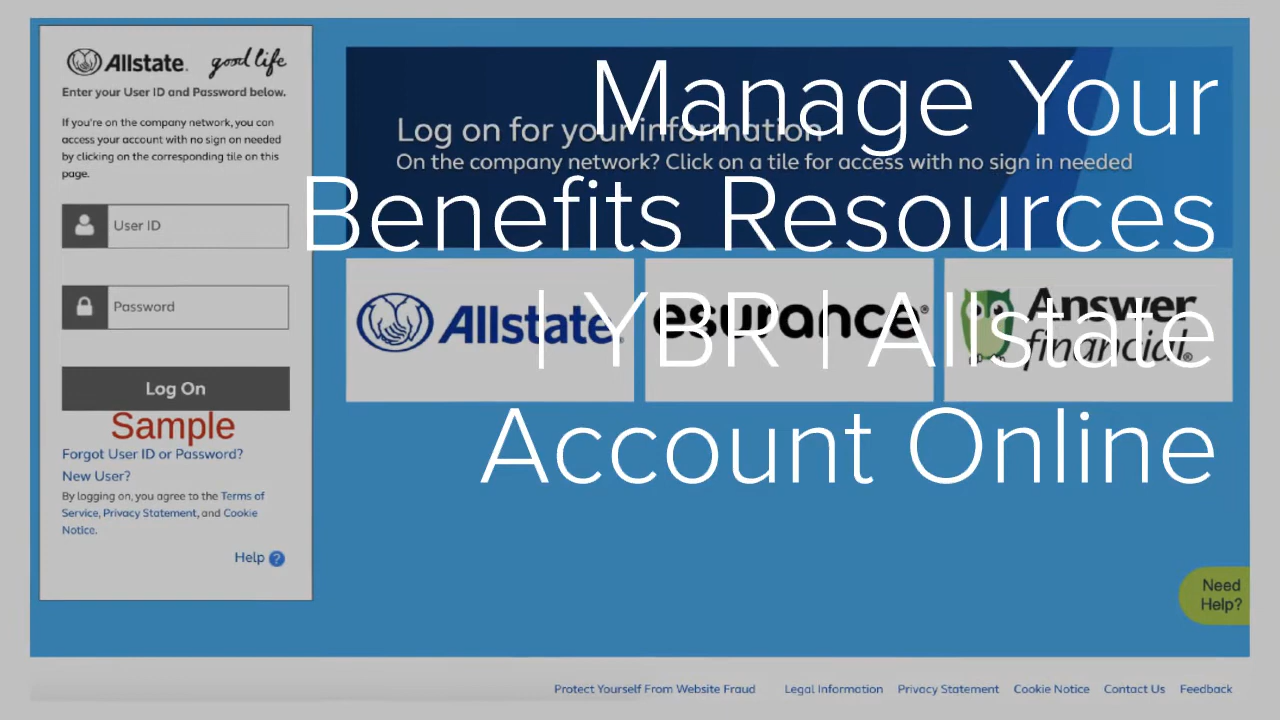 Allstate. good life
Enter your User ID and Password below.
If you're on the company network, you can
access your account with no sign on needed
by clicking on the corresponding tile on this
page.
User ID
Password
Log On
Sample
Forgot User ID or Password?
New User?
By logging on, you agree to the Terms of
Service, Privacy Statement, and Cookie
Notice.
Help ?
Log on for your information
On the company network? Click on a tile for access with no sign in needed
Manage Your
Benefits Resources
| YBR | Allstate
Account Online
Allstate.
esurance®
Answer
financial®
Need
Help?
Protect Yourself From Website Fraud Legal Information Privacy Statement Cookie Notice Contact Us Feedback